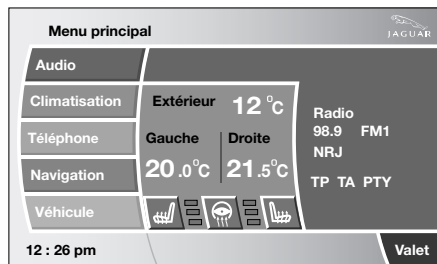 Menu principal
JAGUAR
Audio
Climatisation
Téléphone
Navigation
Véhicule
Extérieur 12 °C
Gauche Droite
20.0°C 21.5°C
Radio
98.9 FM1
NRJ
TP TA PTY
12 : 26 pm
Valet